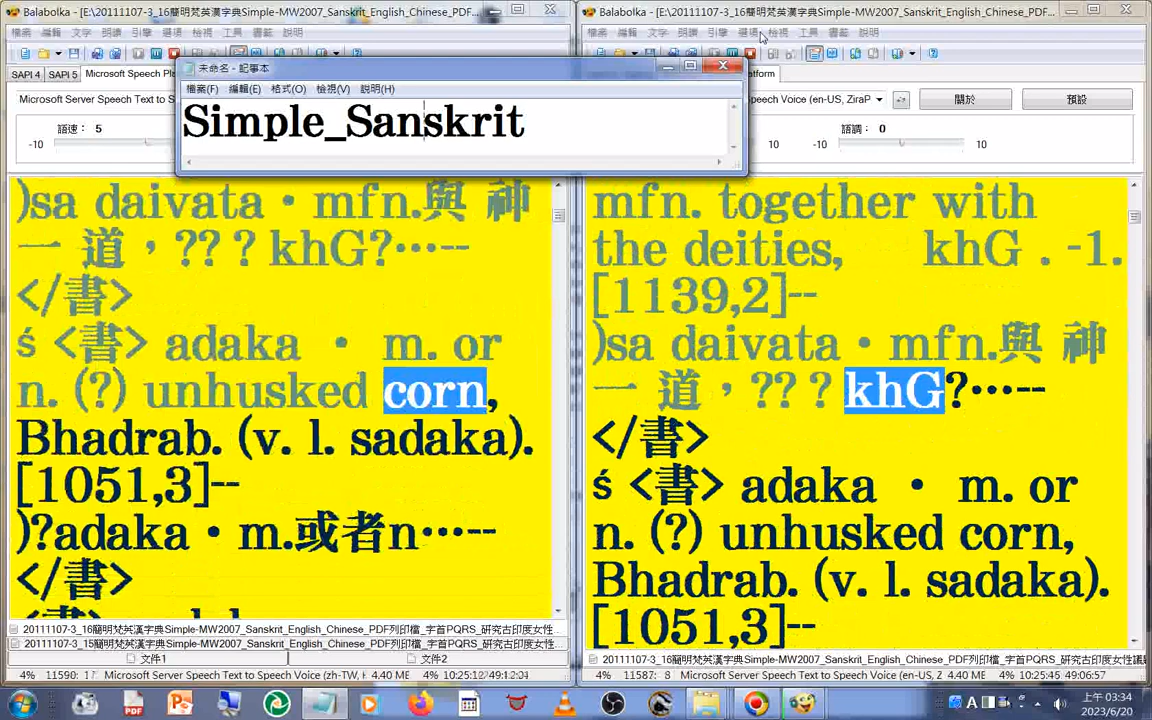 Balabolka - [E:\20111107-3_16簡明梵英漢字典Simple-MW2007_Sanskrit_English_Chinese_PDF...
檔案 編輯 文字 朗讀 引擎 選項 檢視 工具 書籤 說明
SAPI 4 SAPI 5 Microsoft Speech Pla
Microsoft Server Speech Text to S
語速： 5
-10
)sa daivata·mfn.與 神
一 道，?? ? khG?…--
</書>
ś <書> adaka · m. or
n. (?) unhusked corn,
Bhadrab. (v. l. sadaka).
[1051,3]--
)?adaka·m.或者n…--
</書>
20111107-3_16簡明梵英漢字典Simple-MW2007_Sanskrit_English_Chinese_PDF列印檔_字首PQRS_研究古印度女性...
20111107-3_15簡明梵英漢字典Simple-MW2007_Sanskrit_English_Chinese_PDF列印檔_字首PQRS_研究古印度女性...
文件1 文件2
4% 11590: 1 Microsoft Server Speech Text to Speech Voice (zh-TW, H 4.40 ME
未命名 - 記事本
檔案(F) 編輯(E) 格式(O) 檢視(V) 說明(H)
Simple_Sanskrit
Balabolka - [E:\20111107-3_16簡明梵英漢字典Simple-MW2007_Sanskrit_English_Chinese_PDF...
檔案 編輯 文字 朗讀 引擎 選項 檢視 工具 書籤 說明
atform
peech Voice (en-US, ZiraP 關於 預設
語調： 0
10 -10 10
mfn. together with
the deities, khG . -1.
[1139,2]--
)sa daivata·mfn.與 神
一 道，?? ? khG?…--
</書>
ś <書> adaka · m. or
n. (?) unhusked corn,
Bhadrab. (v. l. sadaka).
[1051,3]--
20111107-3_16簡明梵英漢字典Simple-MW2007_Sanskrit_English_Chinese_PDF列印檔_字首PQRS_研究古印度女性議
4% 11587: 8 Microsoft Server Speech Text to Speech Voice (en-US, Z 4.40 ME 10:25:45 49:06:57
上午 03:34
2023/6/20